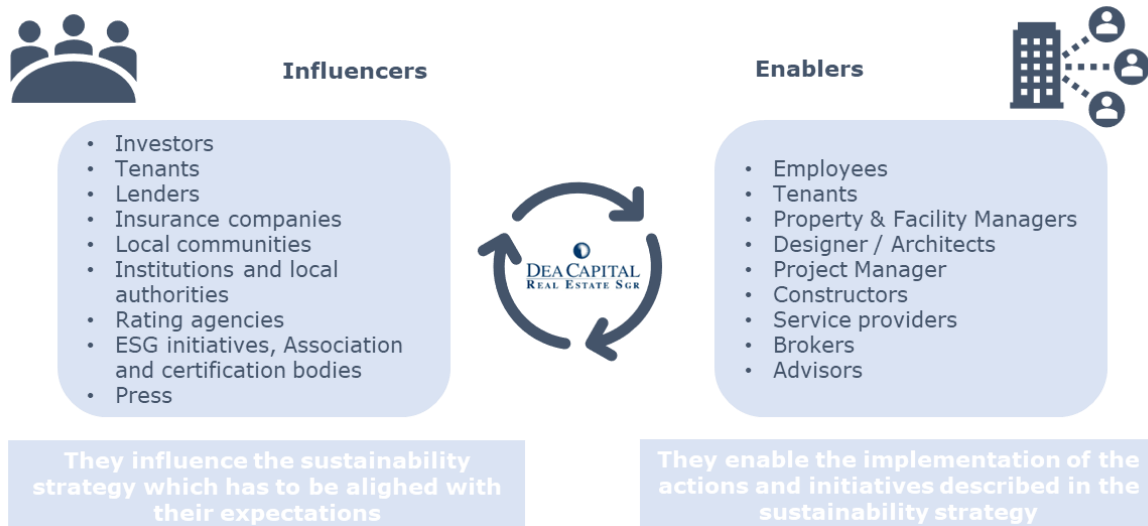 Influencers
• Investors
• Tenants
• Lenders
• Insurance companies
• Local communities
• Institutions and local
authorities
• Rating agencies
• ESG initiatives, Association
and certification bodies
• Press
They influence the sustainability
strategy which has to be alighed with
their expectations
DEA CAPITAL
REAL ESTATE SGR
Enablers
• Employees
• Tenants
• Property & Facility Managers
• Designer / Architects
• Project Manager
• Constructors
• Service providers
• Brokers
• Advisors
They enable the implementation of the
actions and initiatives described in the
sustainability strategy